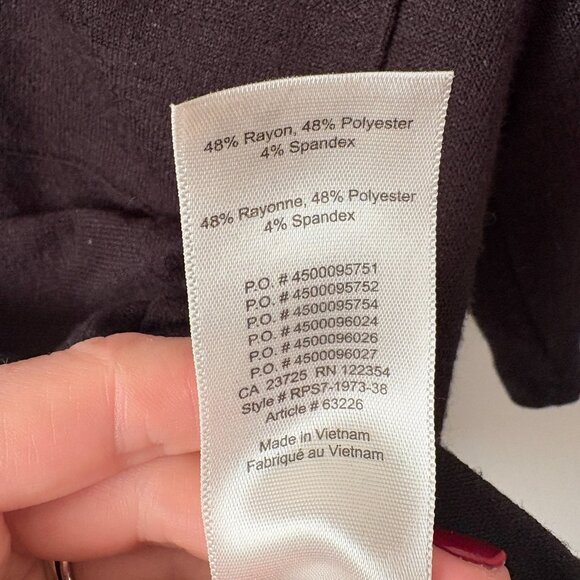 48% Rayon, 48% Polyester
4% Spandex
48% Rayonne, 48% Polyester
4% Spandex
P.O. # 4500095751
P.O. # 4500095752
P.O. # 4500095754
P.O. # 4500096024
P.O. # 4500096026
P.O. # 4500096027
CA 23725 RN 122354
Style # RPS7-1973-38
Article # 63226
Made in Vietnam
Fabriqué au Vietnam